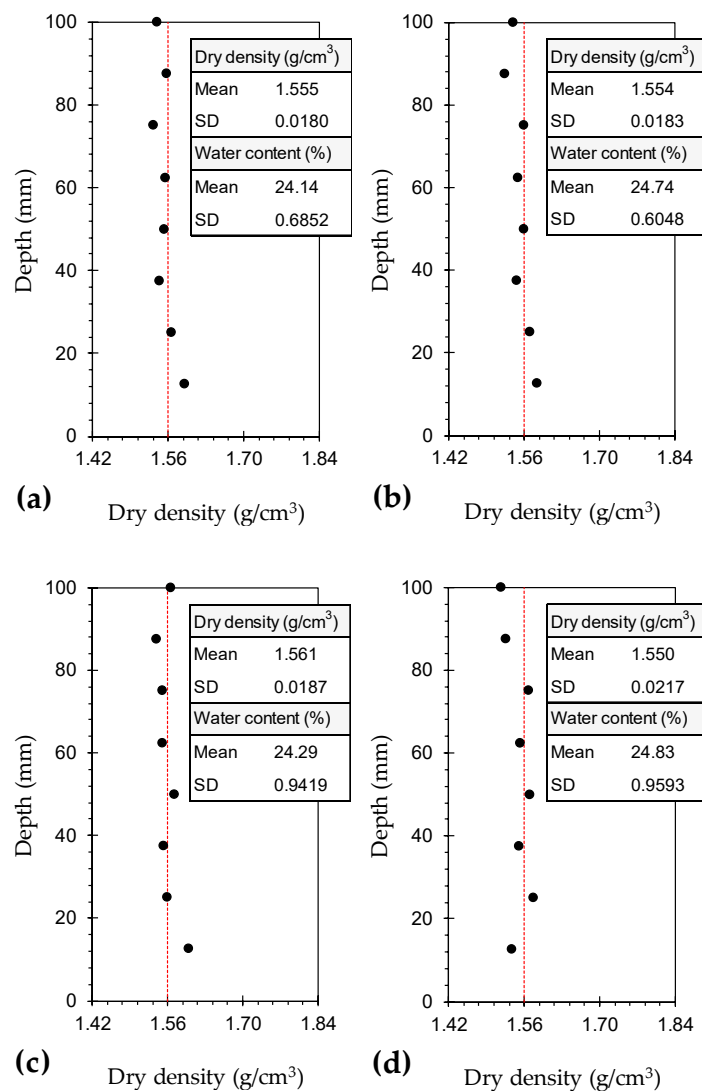 100
80
60
40
20
0
Depth (mm)
Dry density (g/cm³)
Mean 1.555
SD 0.0180
Water content (%)
Mean 24.14
SD 0.6852
1.42 1.56 1.70 1.84
(a) Dry density (g/cm³)
100
80
60
40
20
0
Depth (mm)
Dry density (g/cm³)
Mean 1.554
SD 0.0183
Water content (%)
Mean 24.74
SD 0.6048
1.42 1.56 1.70 1.84
(b) Dry density (g/cm³)
100
80
60
40
20
0
Depth (mm)
Dry density (g/cm³)
Mean 1.561
SD 0.0187
Water content (%)
Mean 24.29
SD 0.9419
1.42 1.56 1.70 1.84
(c) Dry density (g/cm³)
100
80
60
40
20
0
Depth (mm)
Dry density (g/cm³)
Mean 1.550
SD 0.0217
Water content (%)
Mean 24.83
SD 0.9593
1.42 1.56 1.70 1.84
(d) Dry density (g/cm³)